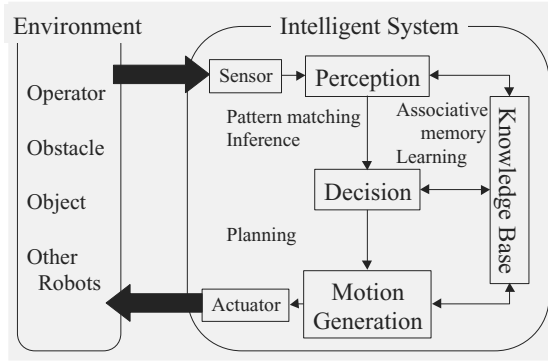 Environment
Intelligent System
Sensor
Perception
Operator
Pattern matching
Inference
Associative
memory
Learning
Knowledge Base
Obstacle
Decision
Object
Planning
Other
Robots
Actuator
Motion
Generation